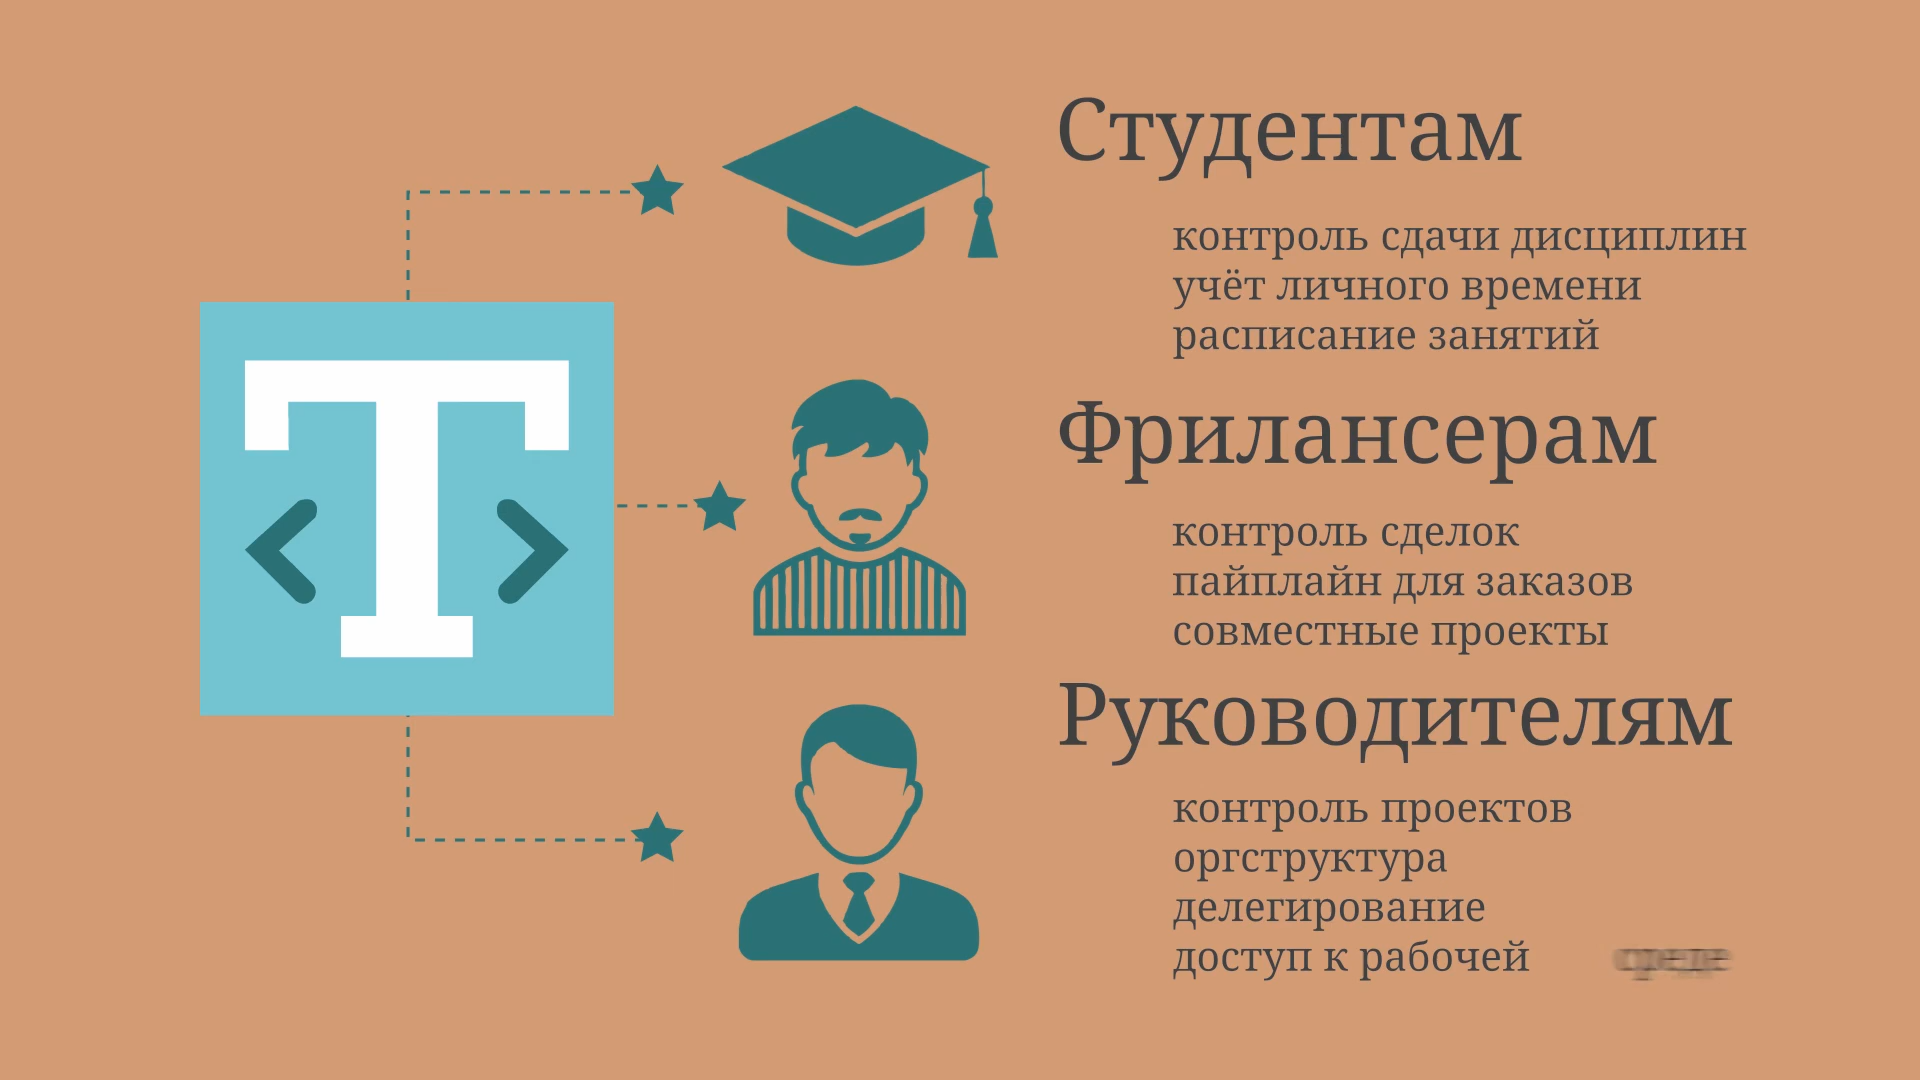 T
< >
Студентам
контроль сдачи дисциплин
учёт личного времени
расписание занятий
Фрилансерам
контроль сделок
пайплайн для заказов
совместные проекты
Руководителям
контроль проектов
оргструктура
делегирование
доступ к рабочей